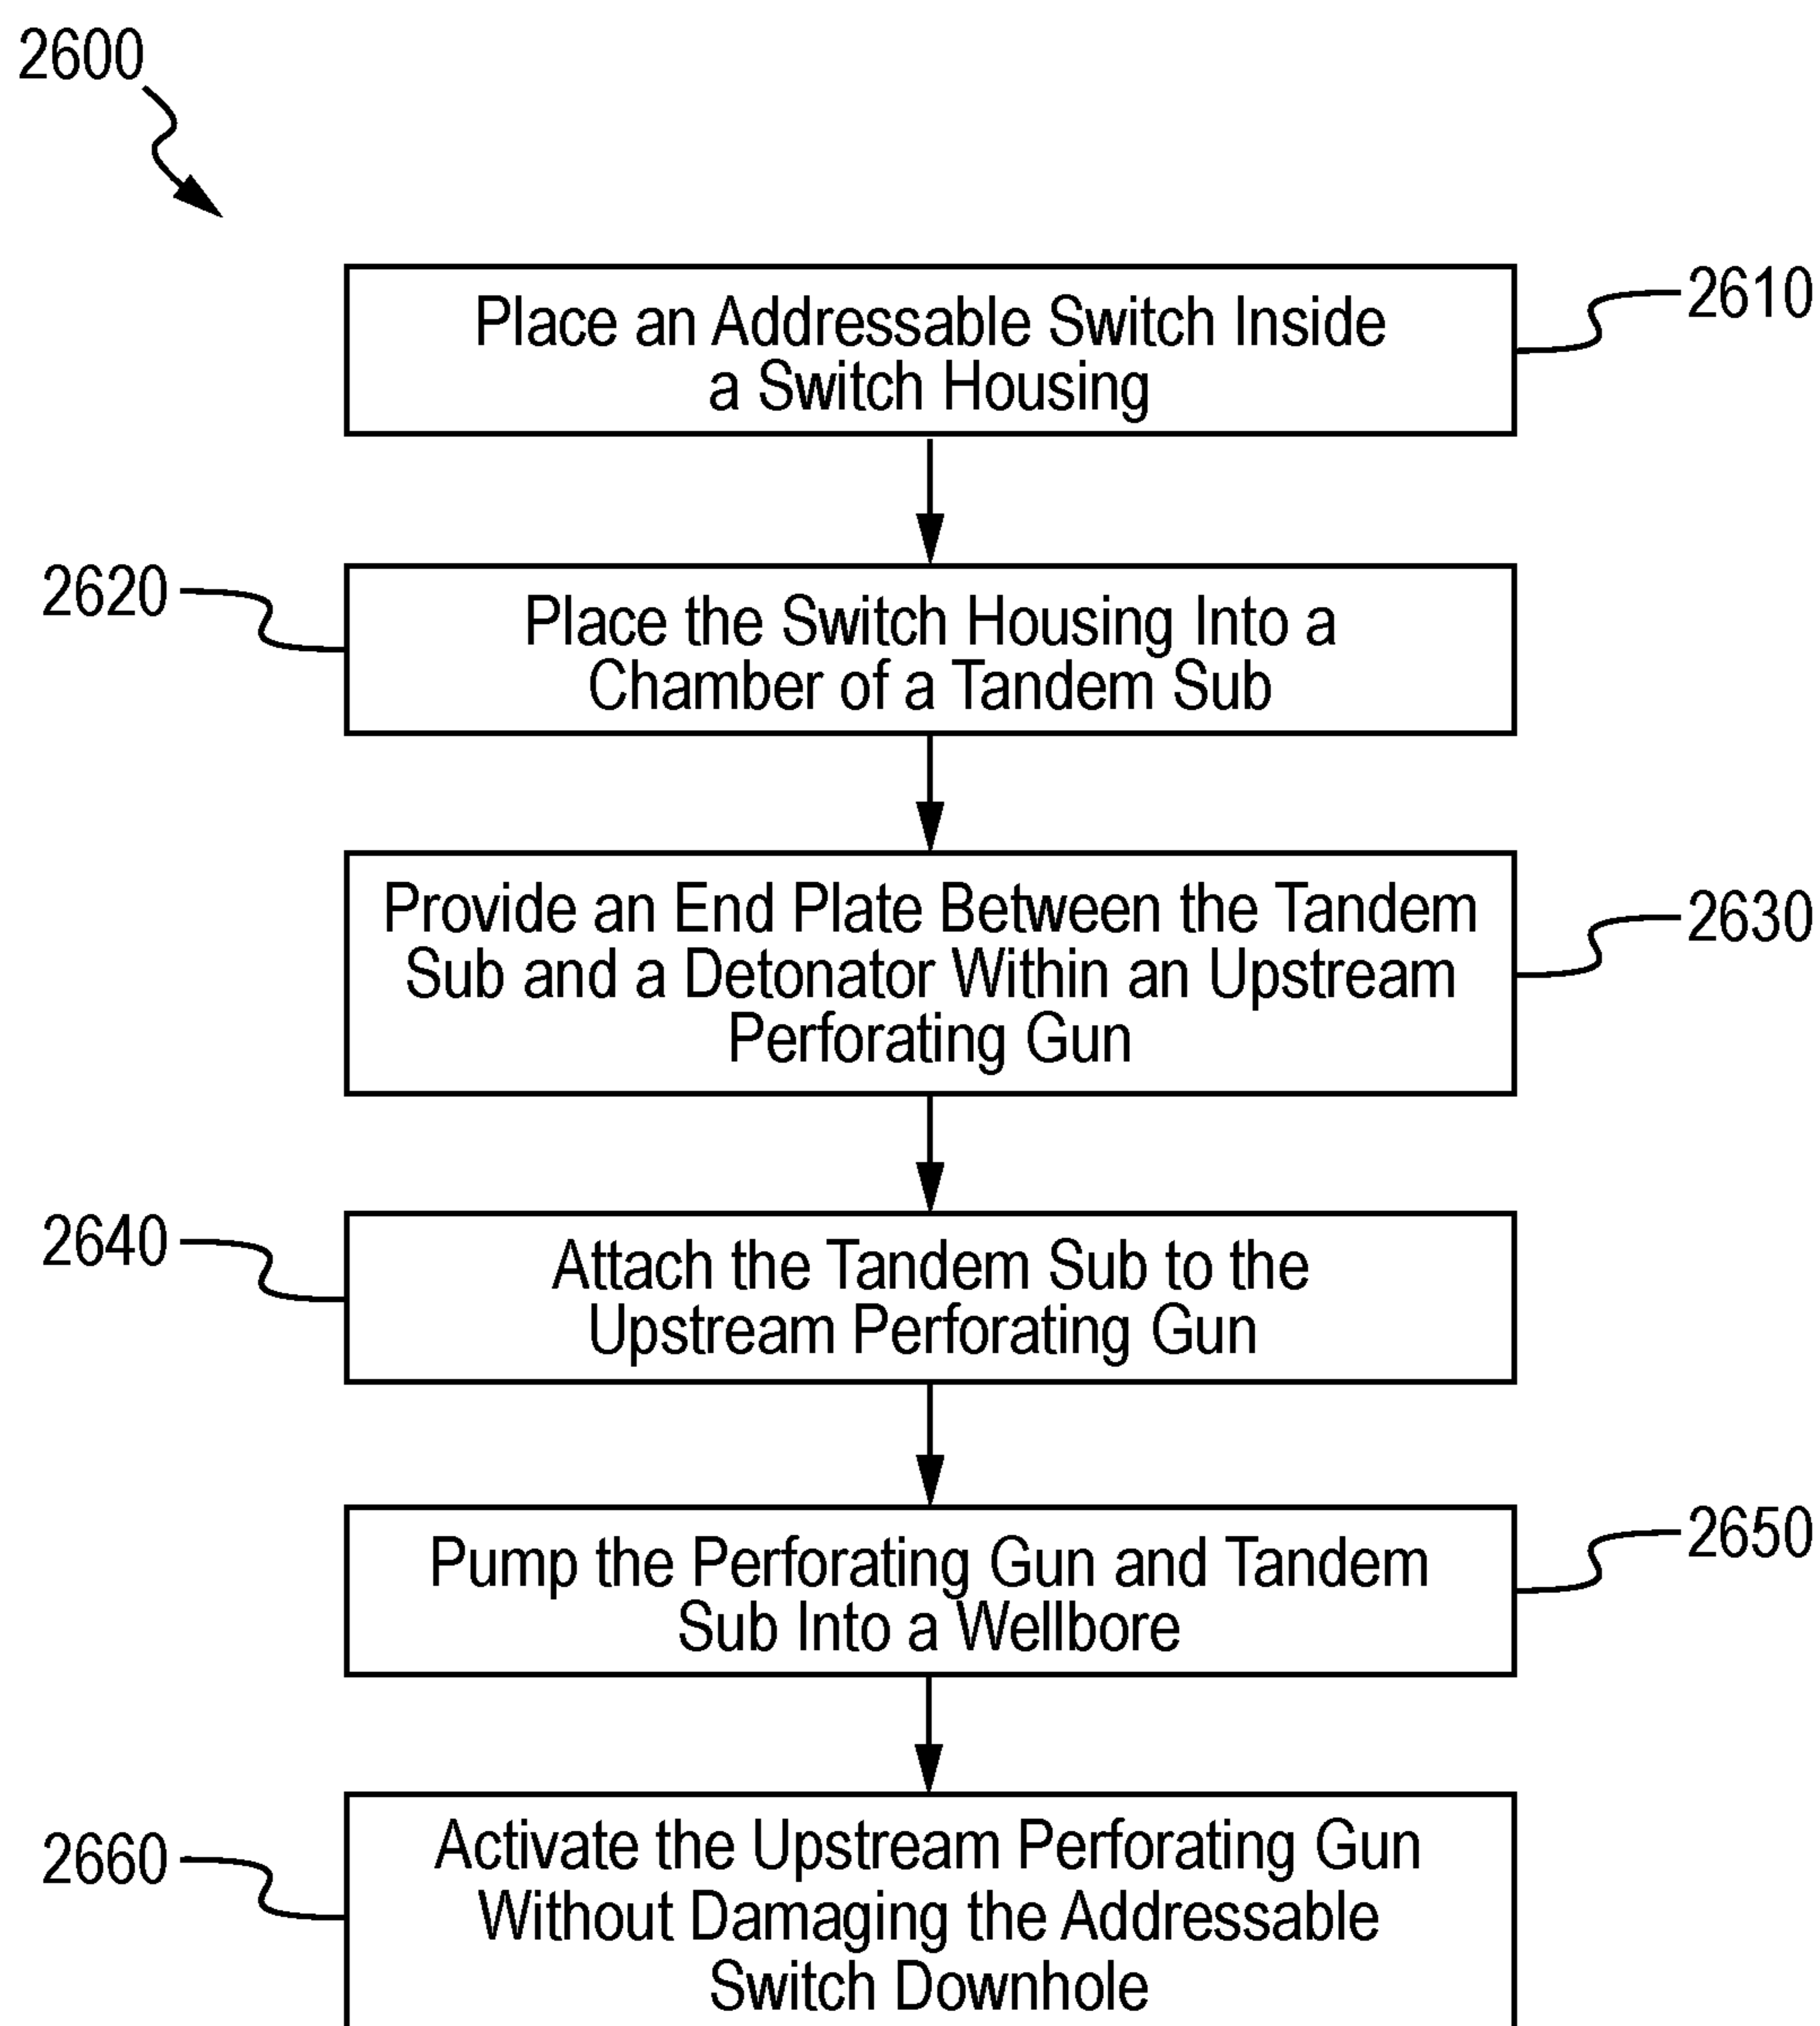 2600
Place an Addressable Switch Inside
a Switch Housing
2610
2620
Place the Switch Housing Into a
Chamber of a Tandem Sub
Provide an End Plate Between the Tandem
Sub and a Detonator Within an Upstream
Perforating Gun
2630
2640
Attach the Tandem Sub to the
Upstream Perforating Gun
Pump the Perforating Gun and Tandem
Sub Into a Wellbore
2650
2660
Activate the Upstream Perforating Gun
Without Damaging the Addressable
Switch Downhole